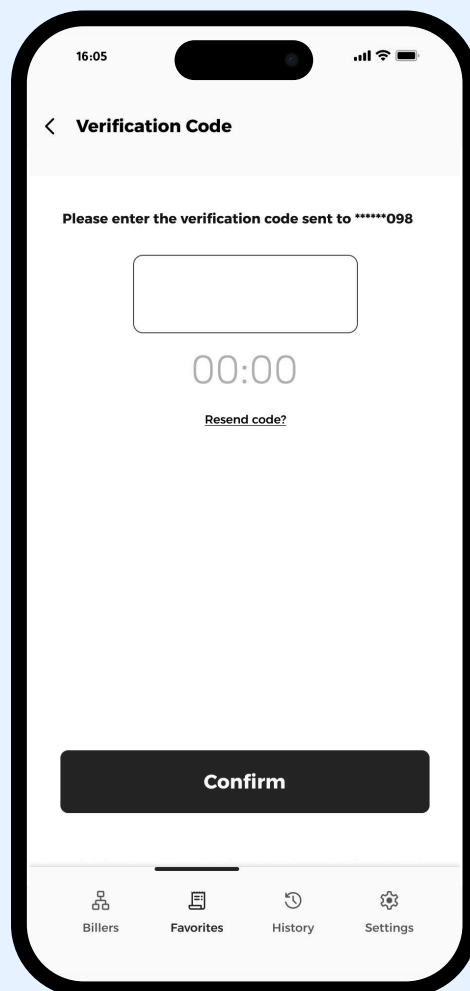 16:05
Verification Code
Please enter the verification code sent to ******098
00:00
Resend code?
Confirm
Billers Favorites History Settings